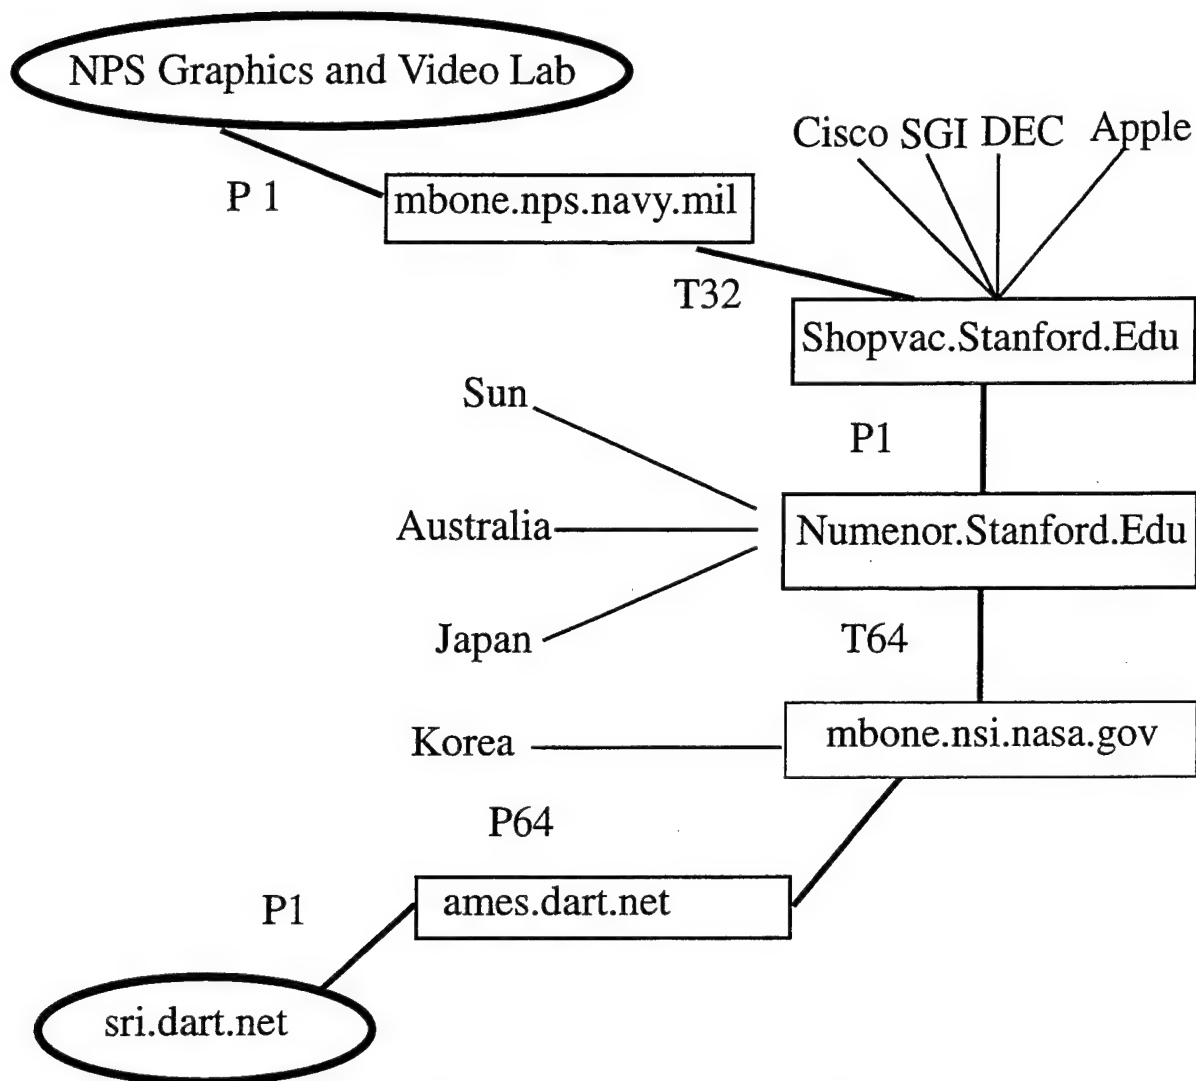 NPS Graphics and Video Lab
Cisco SGI DEC Apple
P 1
mbone.nps.navy.mil
T32
Shopvac.Stanford.Edu
Sun
P1
Australia
Numenor.Stanford.Edu
Japan
T64
Korea
mbone.nsi.nasa.gov
P64
ames.dart.net
P1
sri.dart.net